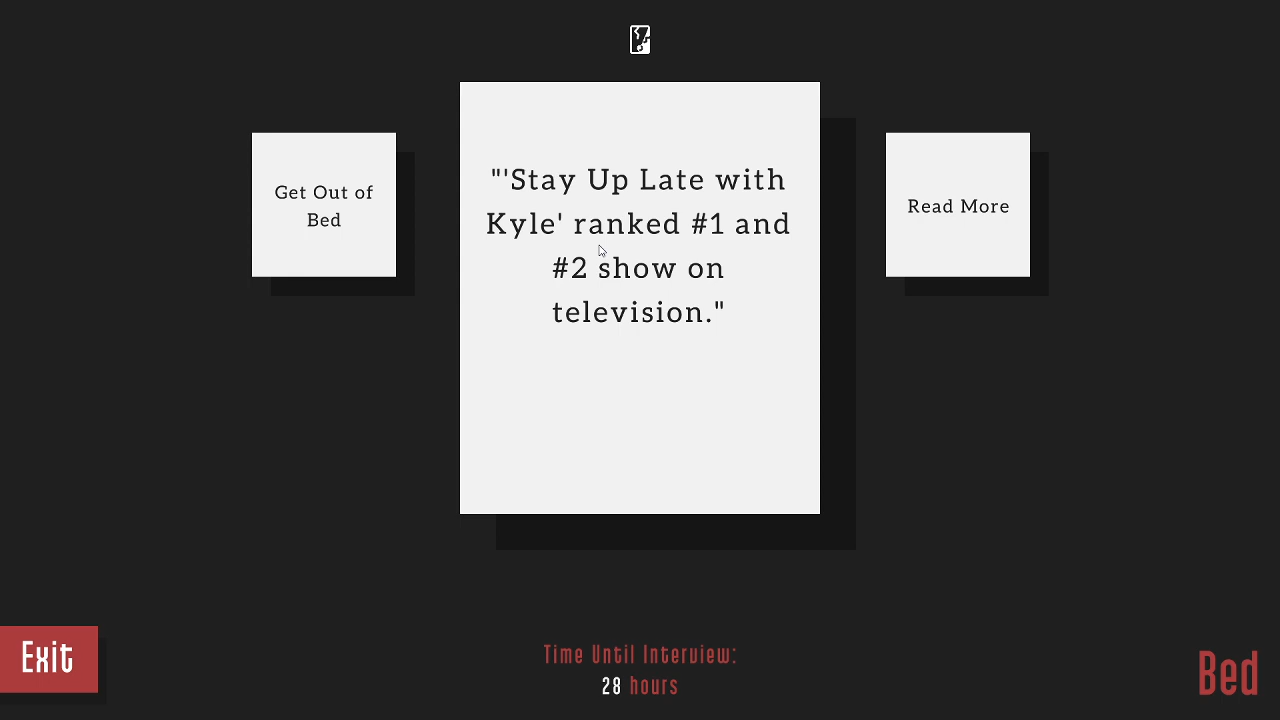 "'Stay Up Late with
Kyle' ranked #1 and
#2 show on
television."
Get Out of
Bed
Read More
Exit
Time Until Interview:
28 hours
Bed